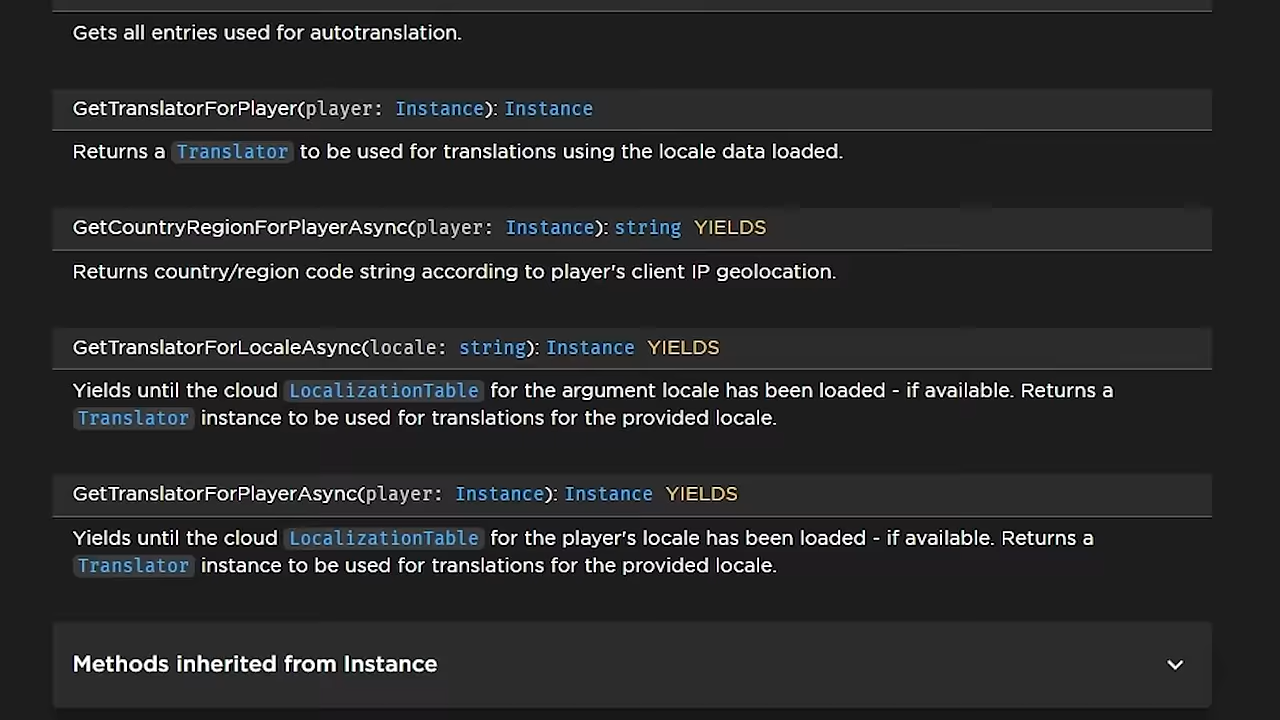 Gets all entries used for autotranslation.
GetTranslatorForPlayer(player: Instance): Instance
Returns a Translator to be used for translations using the locale data loaded.
GetCountryRegionForPlayerAsync(player: Instance): string YIELDS
Returns country/region code string according to player's client IP geolocation.
GetTranslatorForLocaleAsync(locale: string): Instance YIELDS
Yields until the cloud LocalizationTable for the argument locale has been loaded - if available. Returns a
Translator instance to be used for translations for the provided locale.
GetTranslatorForPlayerAsync(player: Instance): Instance YIELDS
Yields until the cloud LocalizationTable for the player's locale has been loaded - if available. Returns a
Translator instance to be used for translations for the provided locale.
Methods inherited from Instance